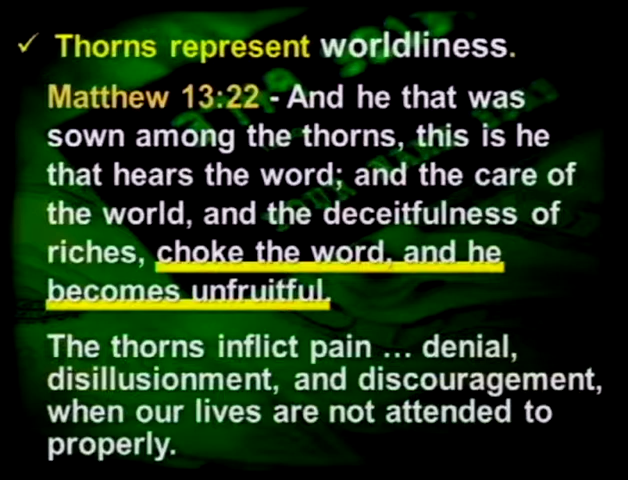 ✓ Thorns represent worldliness.
Matthew 13:22 - And he that was
sown among the thorns, this is he
that hears the word; and the care of
the world, and the deceitfulness of
riches, choke the word, and he
becomes unfruitful.
The thorns inflict pain ... denial,
disillusionment, and discouragement,
when our lives are not attended to
properly.